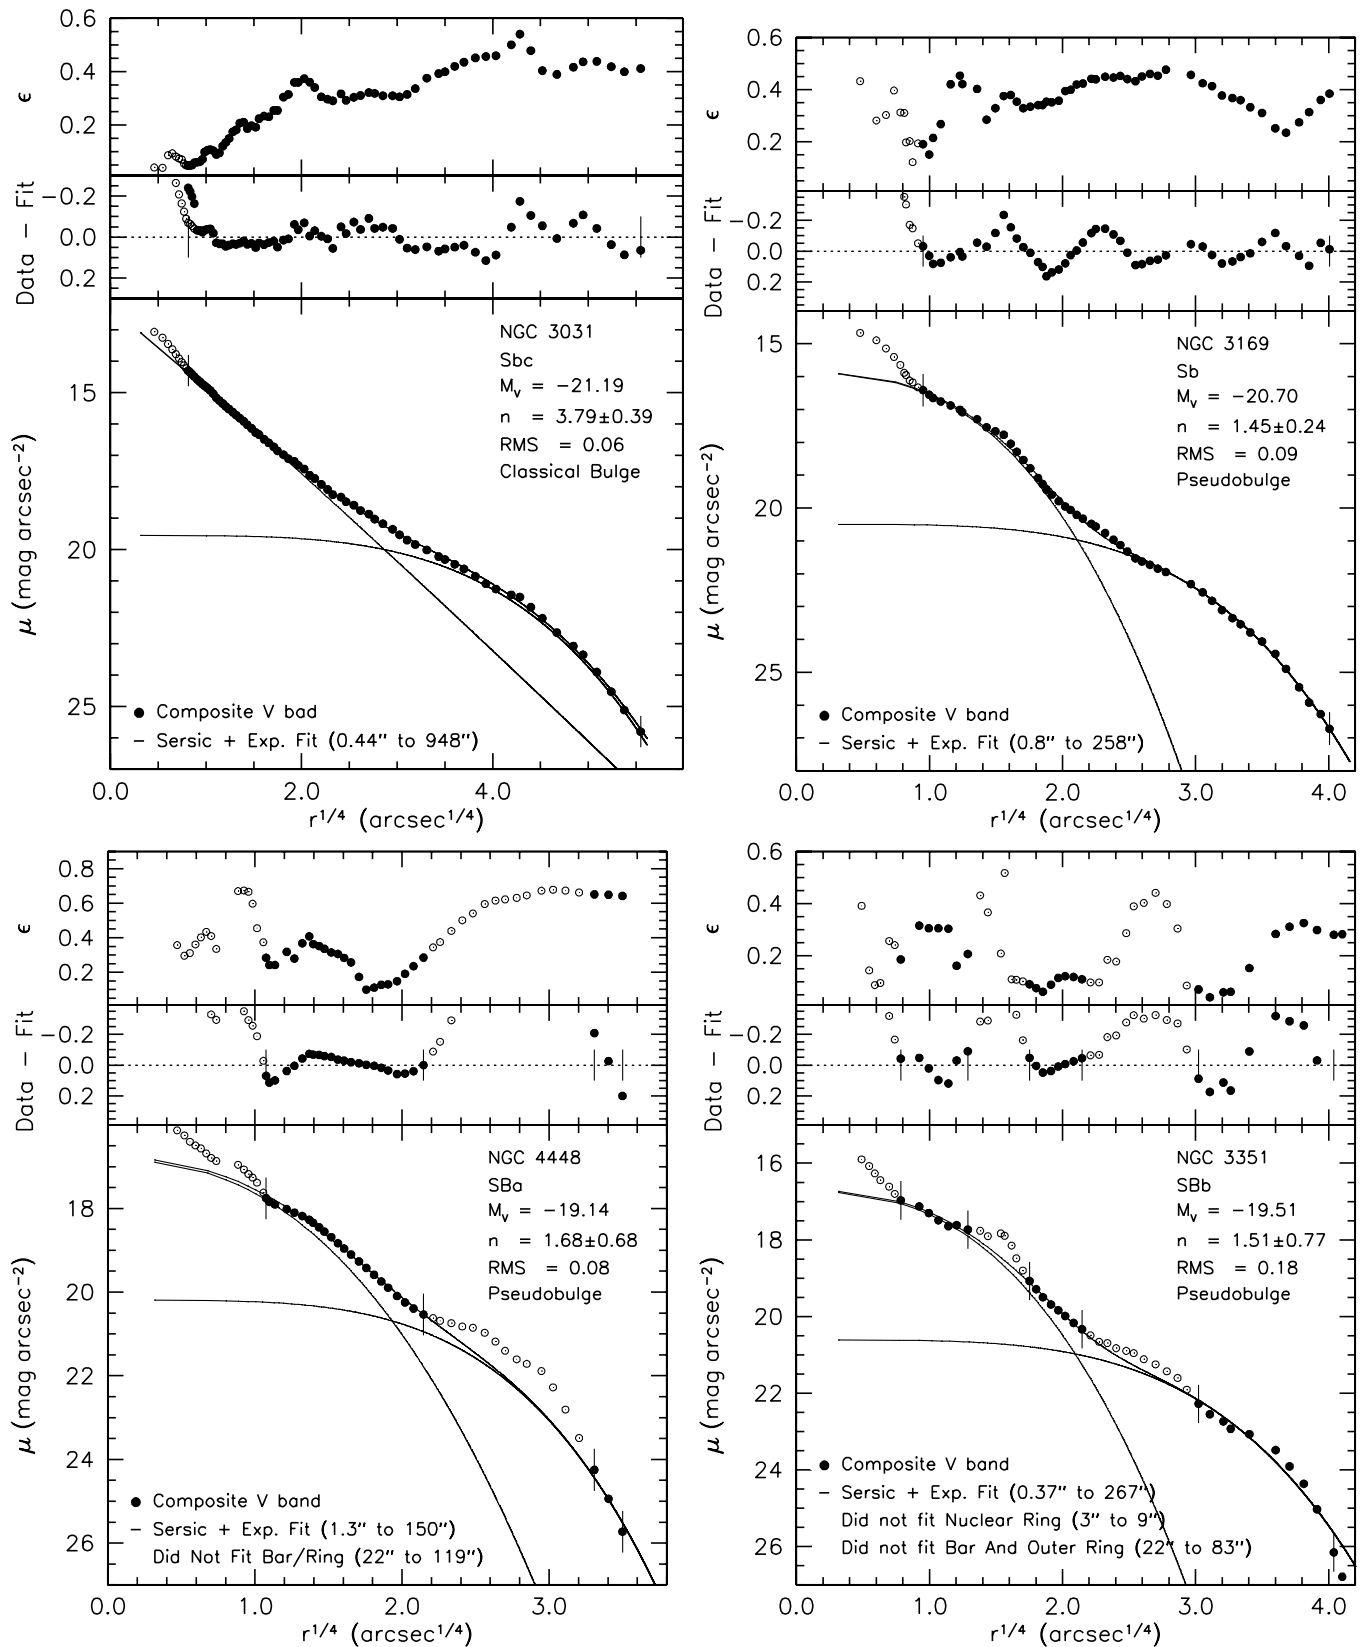 0.6
0.4
0.2
ϵ
−0.2
0.0
0.2
Data − Fit
NGC 3031
Sbc
M_V = −21.19
n = 3.79±0.39
RMS = 0.06
Classical Bulge
15
20
25
μ (mag arcsec⁻²)
Composite V bad
− Sersic + Exp. Fit (0.44″ to 948″)
0.0 2.0 4.0
r^1/4 (arcsec^1/4)
0.6
0.4
0.2
ϵ
−0.2
0.0
0.2
Data − Fit
NGC 3169
Sb
M_V = −20.70
n = 1.45±0.24
RMS = 0.09
Pseudobulge
15
20
25
μ (mag arcsec⁻²)
Composite V band
− Sersic + Exp. Fit (0.8″ to 258″)
0.0 1.0 2.0 3.0 4.0
r^1/4 (arcsec^1/4)
0.8
0.6
0.4
0.2
ϵ
−0.2
0.0
0.2
Data − Fit
NGC 4448
SBa
M_V = −19.14
n = 1.68±0.68
RMS = 0.08
Pseudobulge
18
20
22
24
26
μ (mag arcsec⁻²)
Composite V band
− Sersic + Exp. Fit (1.3″ to 150″)
Did Not Fit Bar/Ring (22″ to 119″)
0.0 1.0 2.0 3.0
r^1/4 (arcsec^1/4)
0.6
0.4
0.2
ϵ
−0.2
0.0
0.2
Data − Fit
NGC 3351
SBb
M_V = −19.51
n = 1.51±0.77
RMS = 0.18
Pseudobulge
16
18
20
22
24
26
μ (mag arcsec⁻²)
Composite V band
− Sersic + Exp. Fit (0.37″ to 267″)
Did not fit Nuclear Ring (3″ to 9″)
Did not fit Bar And Outer Ring (22″ to 83″)
0.0 1.0 2.0 3.0 4.0
r^1/4 (arcsec^1/4)